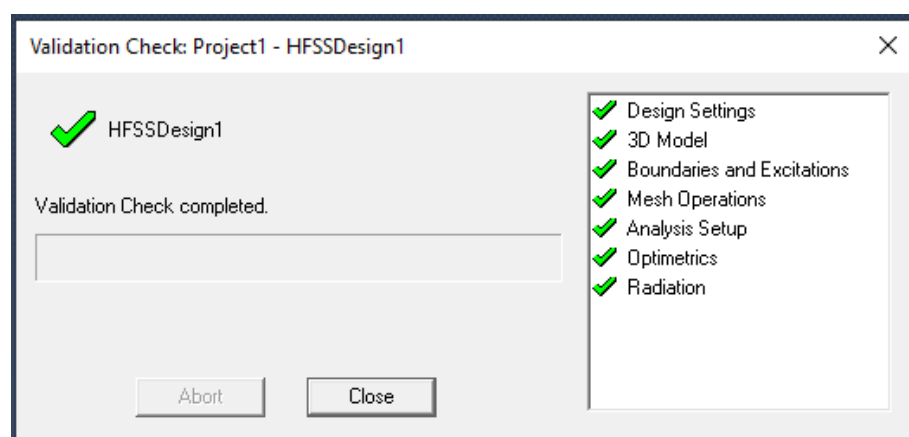 Validation Check: Project1 - HFSSDesign1
HFSSDesign1
Validation Check completed.
Abort
Close
Design Settings
3D Model
Boundaries and Excitations
Mesh Operations
Analysis Setup
Optimetrics
Radiation